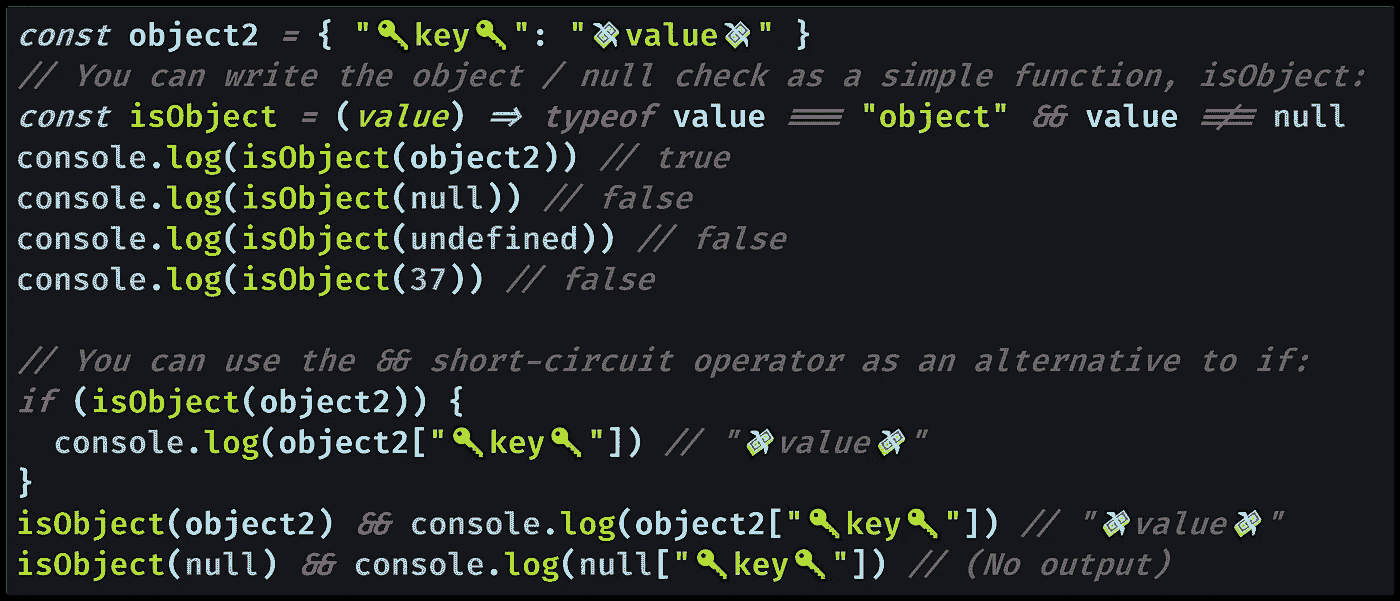 const object2 = { "🔑key🔑": "💸value💸" }
// You can write the object / null check as a simple function, isObject:
const isObject = (value) => typeof value === "object" && value !== null
console.log(isObject(object2)) // true
console.log(isObject(null)) // false
console.log(isObject(undefined)) // false
console.log(isObject(37)) // false
// You can use the && short-circuit operator as an alternative to if:
if (isObject(object2)) {
  console.log(object2["🔑key🔑"]) // "💸value💸"
}
isObject(object2) && console.log(object2["🔑key🔑"]) // "💸value💸"
isObject(null) && console.log(null["🔑key🔑"]) // (No output)